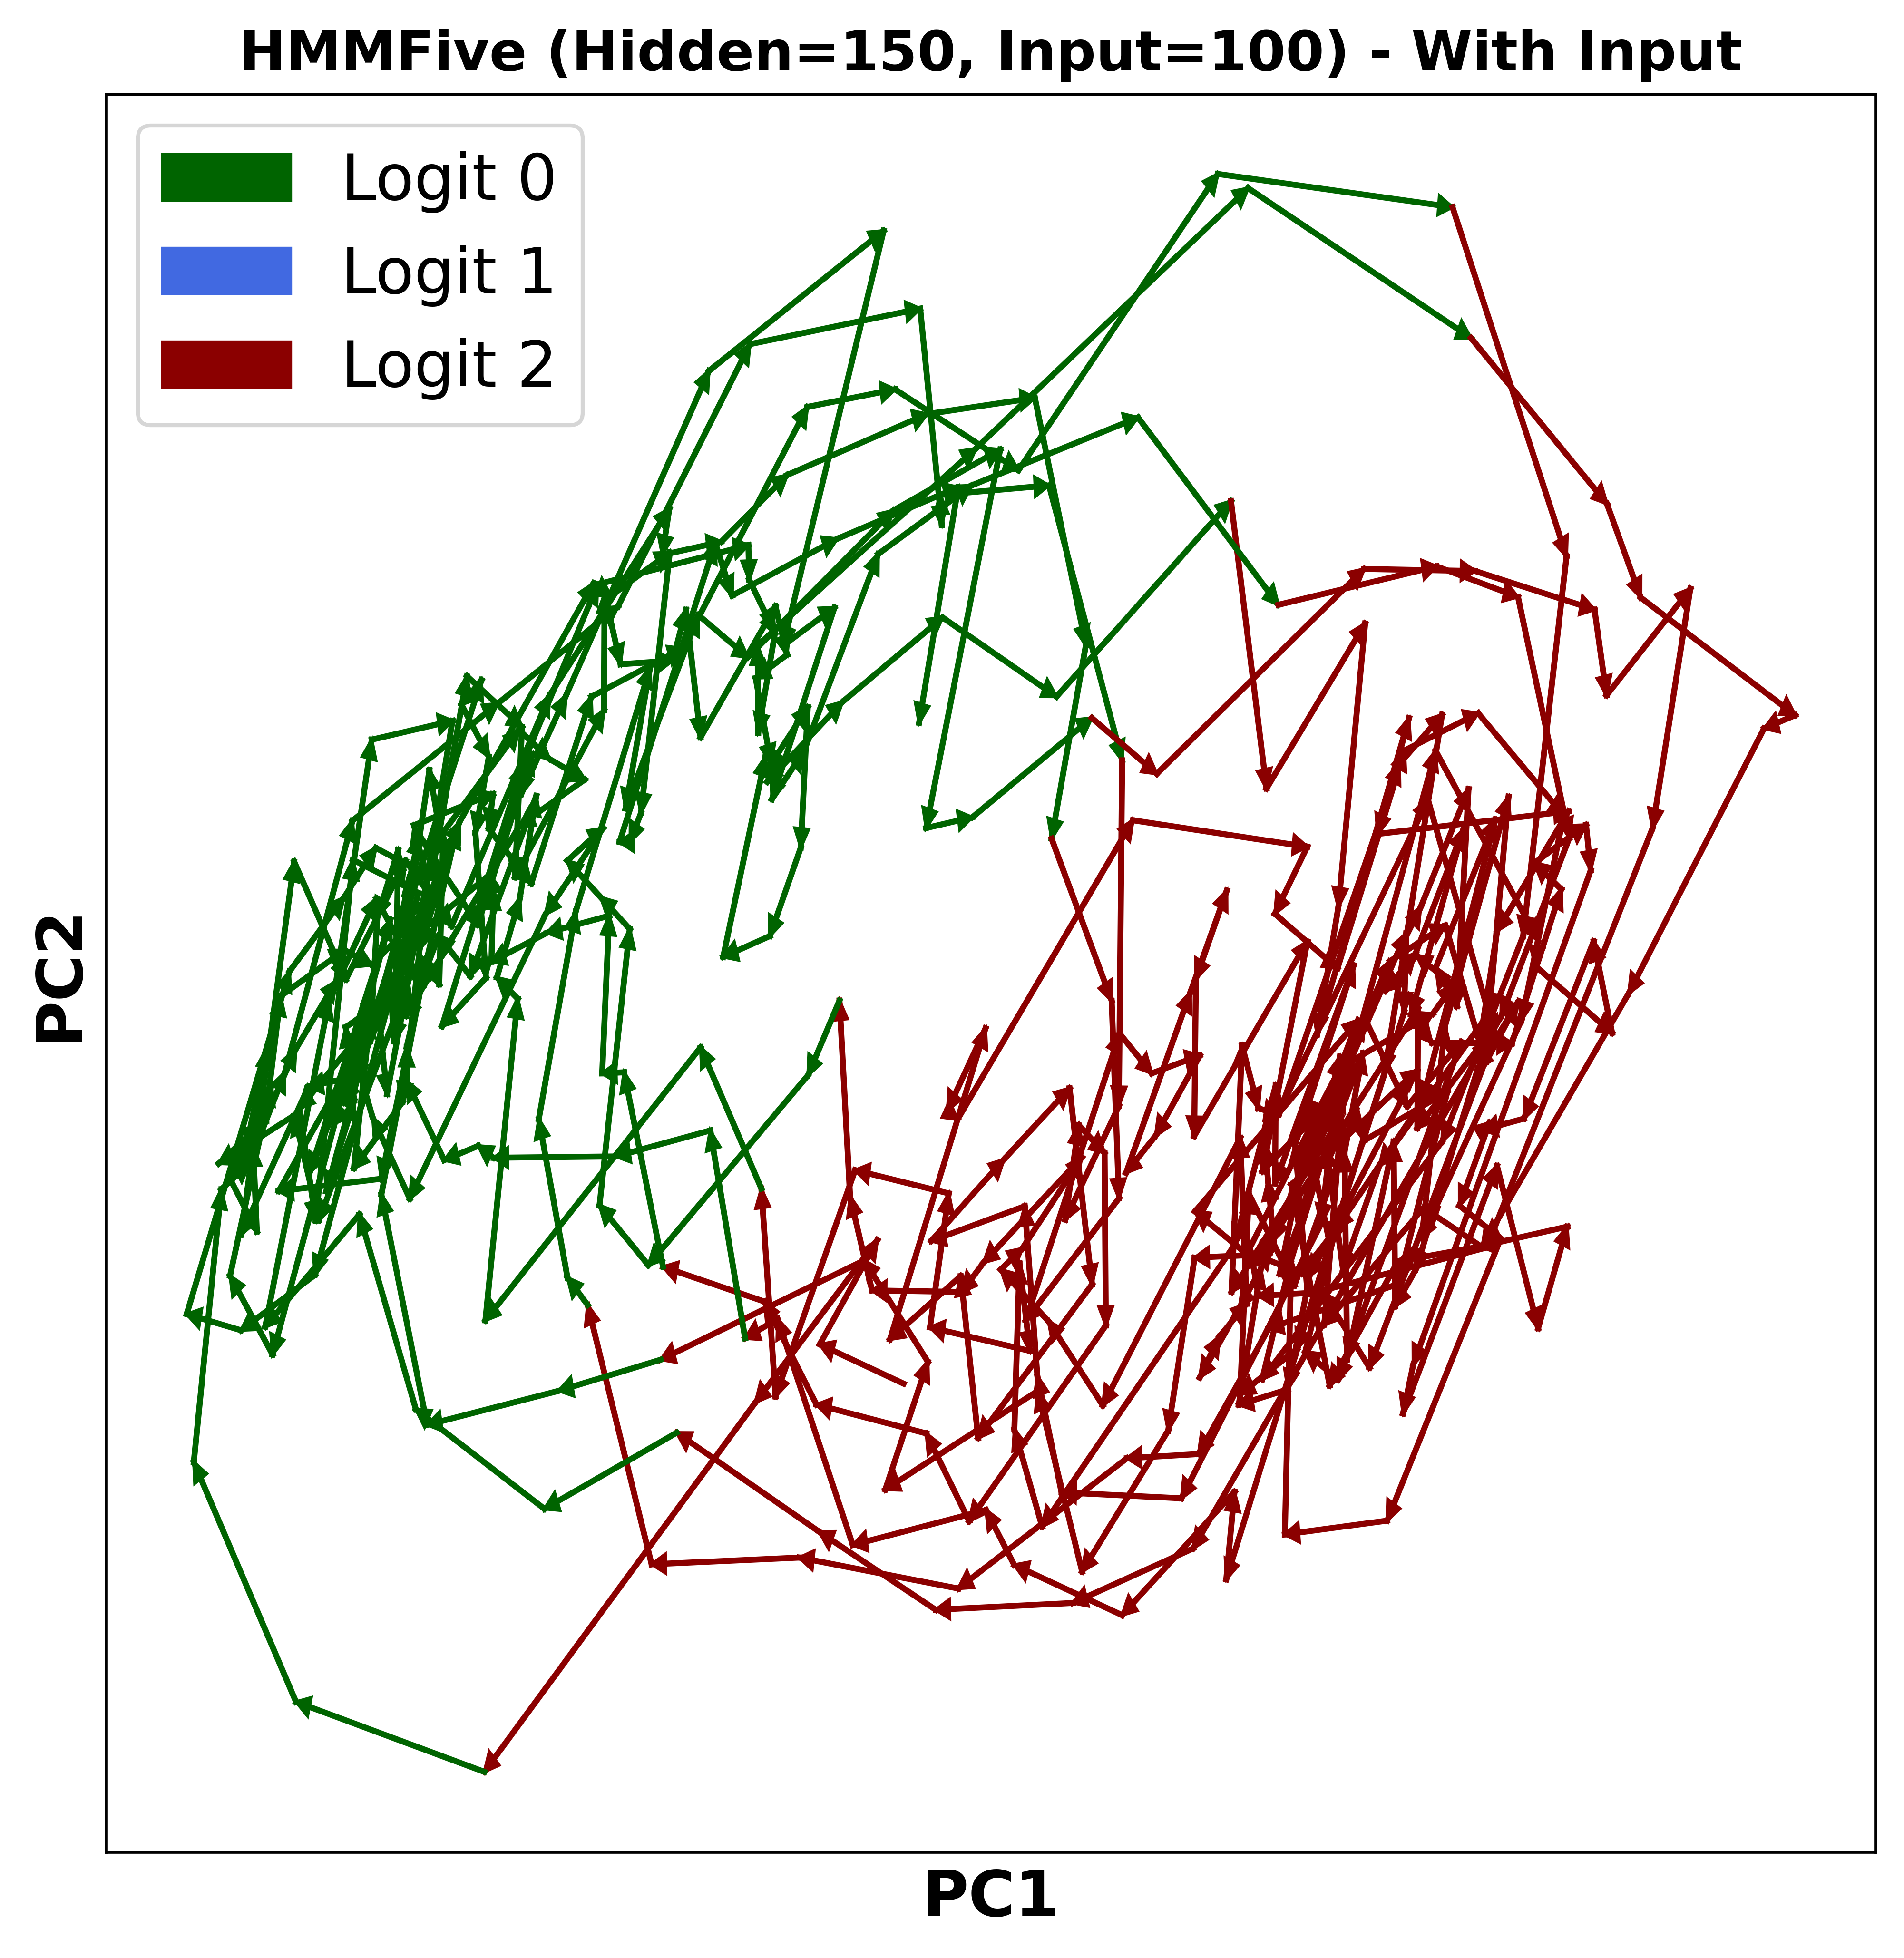 HMMFive (Hidden=150, Input=100) - With Input
Logit 0
Logit 1
Logit 2
PC2
PC1